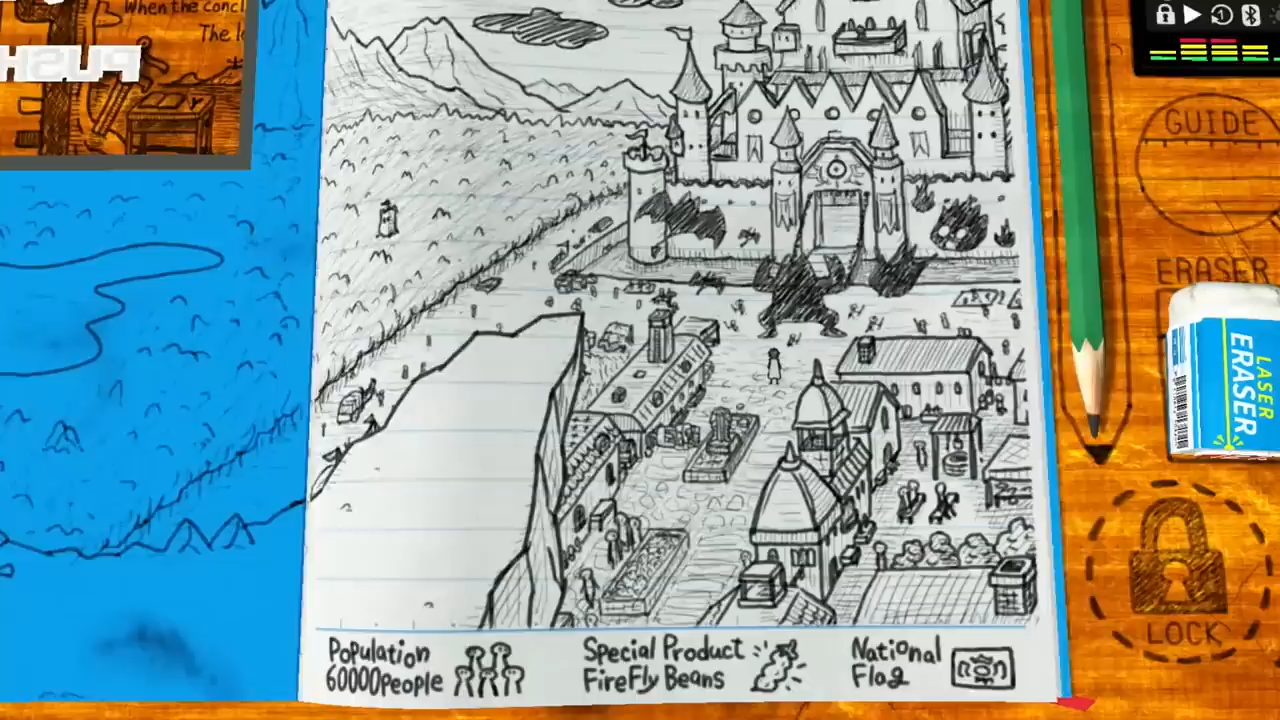 When the concl
The l
PUSH
GUIDE
ERASER
LASER
ERASER
LOCK
Population
60000People
Special Product
FireFly Beans
National
Flag